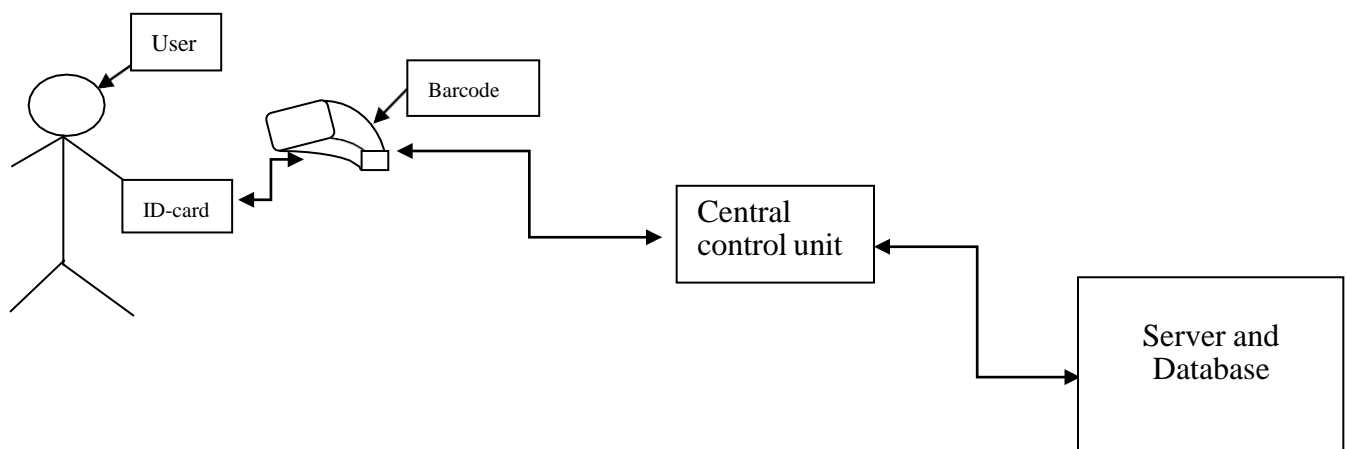 User
Barcode
ID-card
Central
control unit
Server and
Database